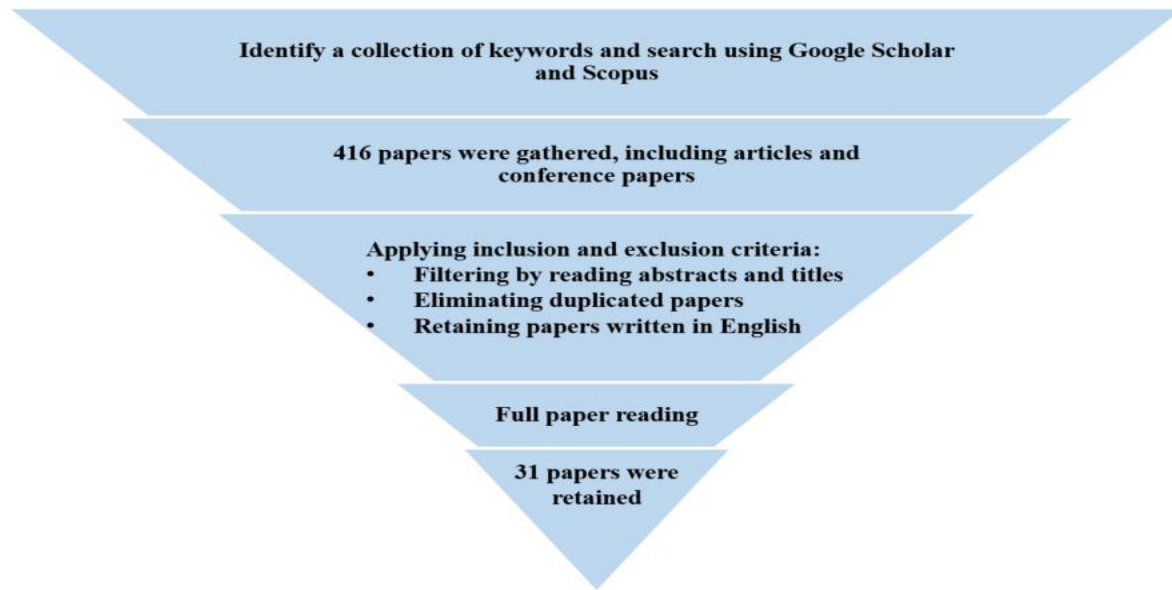 Identify a collection of keywords and search using Google Scholar
and Scopus
416 papers were gathered, including articles and
conference papers
Applying inclusion and exclusion criteria:
• Filtering by reading abstracts and titles
• Eliminating duplicated papers
• Retaining papers written in English
Full paper reading
31 papers were
retained